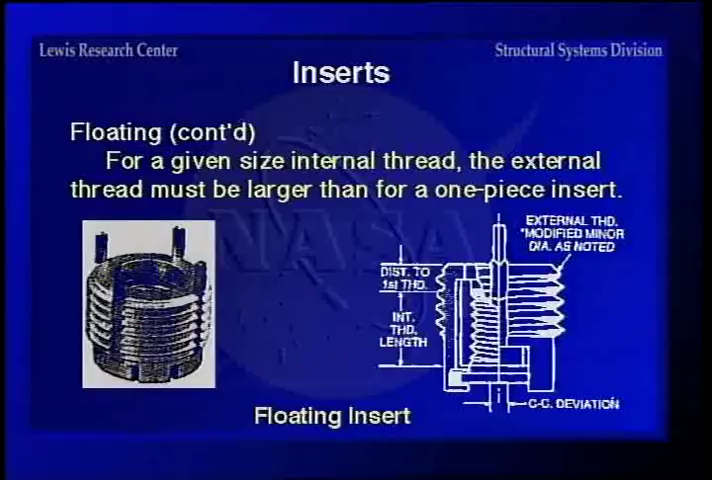 Lewis Research Center
Structural Systems Division
Inserts
Floating (cont'd)
For a given size internal thread, the external
thread must be larger than for a one-piece insert.
NASA
EXTERNAL THD.
*MODIFIED MINOR
DIA. AS NOTED
DIST. TO
1st THD.
INT.
THD.
LENGTH
C-C. DEVIATION
Floating Insert